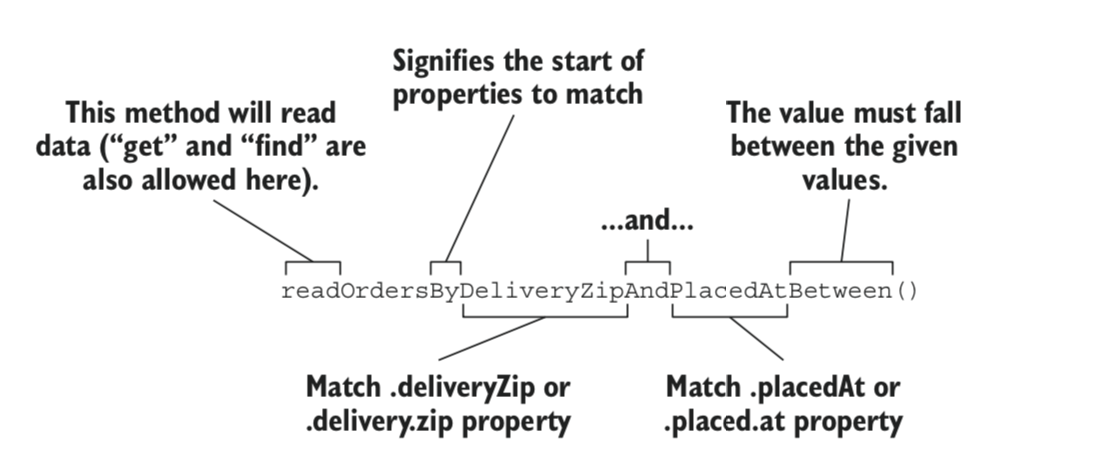 Signifies the start of
properties to match
This method will read
data (“get” and “find” are
also allowed here).
The value must fall
between the given
values.
...and...
readOrdersByDeliveryZipAndPlacedAtBetween()
Match .deliveryZip or
.delivery.zip property
Match .placedAt or
.placed.at property